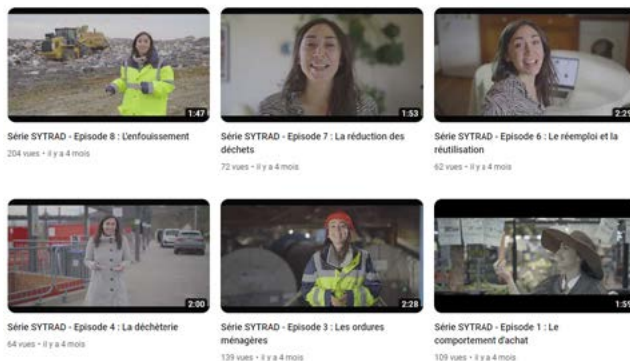 1:47
1:53
2:29
Série SYTRAD - Episode 8 : L'enfouissement
204 vues • il y a 4 mois
Série SYTRAD - Episode 7 : La réduction des
déchets
72 vues • il y a 4 mois
Série SYTRAD - Episode 6 : Le réemploi et la
réutilisation
62 vues • il y a 4 mois
2:00
2:28
1:59
Série SYTRAD - Episode 4 : La déchèterie
64 vues • il y a 4 mois
Série SYTRAD - Episode 3 : Les ordures
ménagères
139 vues • il y a 4 mois
Série SYTRAD - Episode 1 : Le
comportement d'achat
109 vues • il y a 4 mois